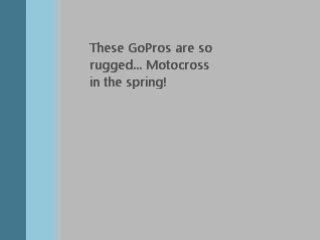 These GoPros are so
rugged... Motocross
in the spring!